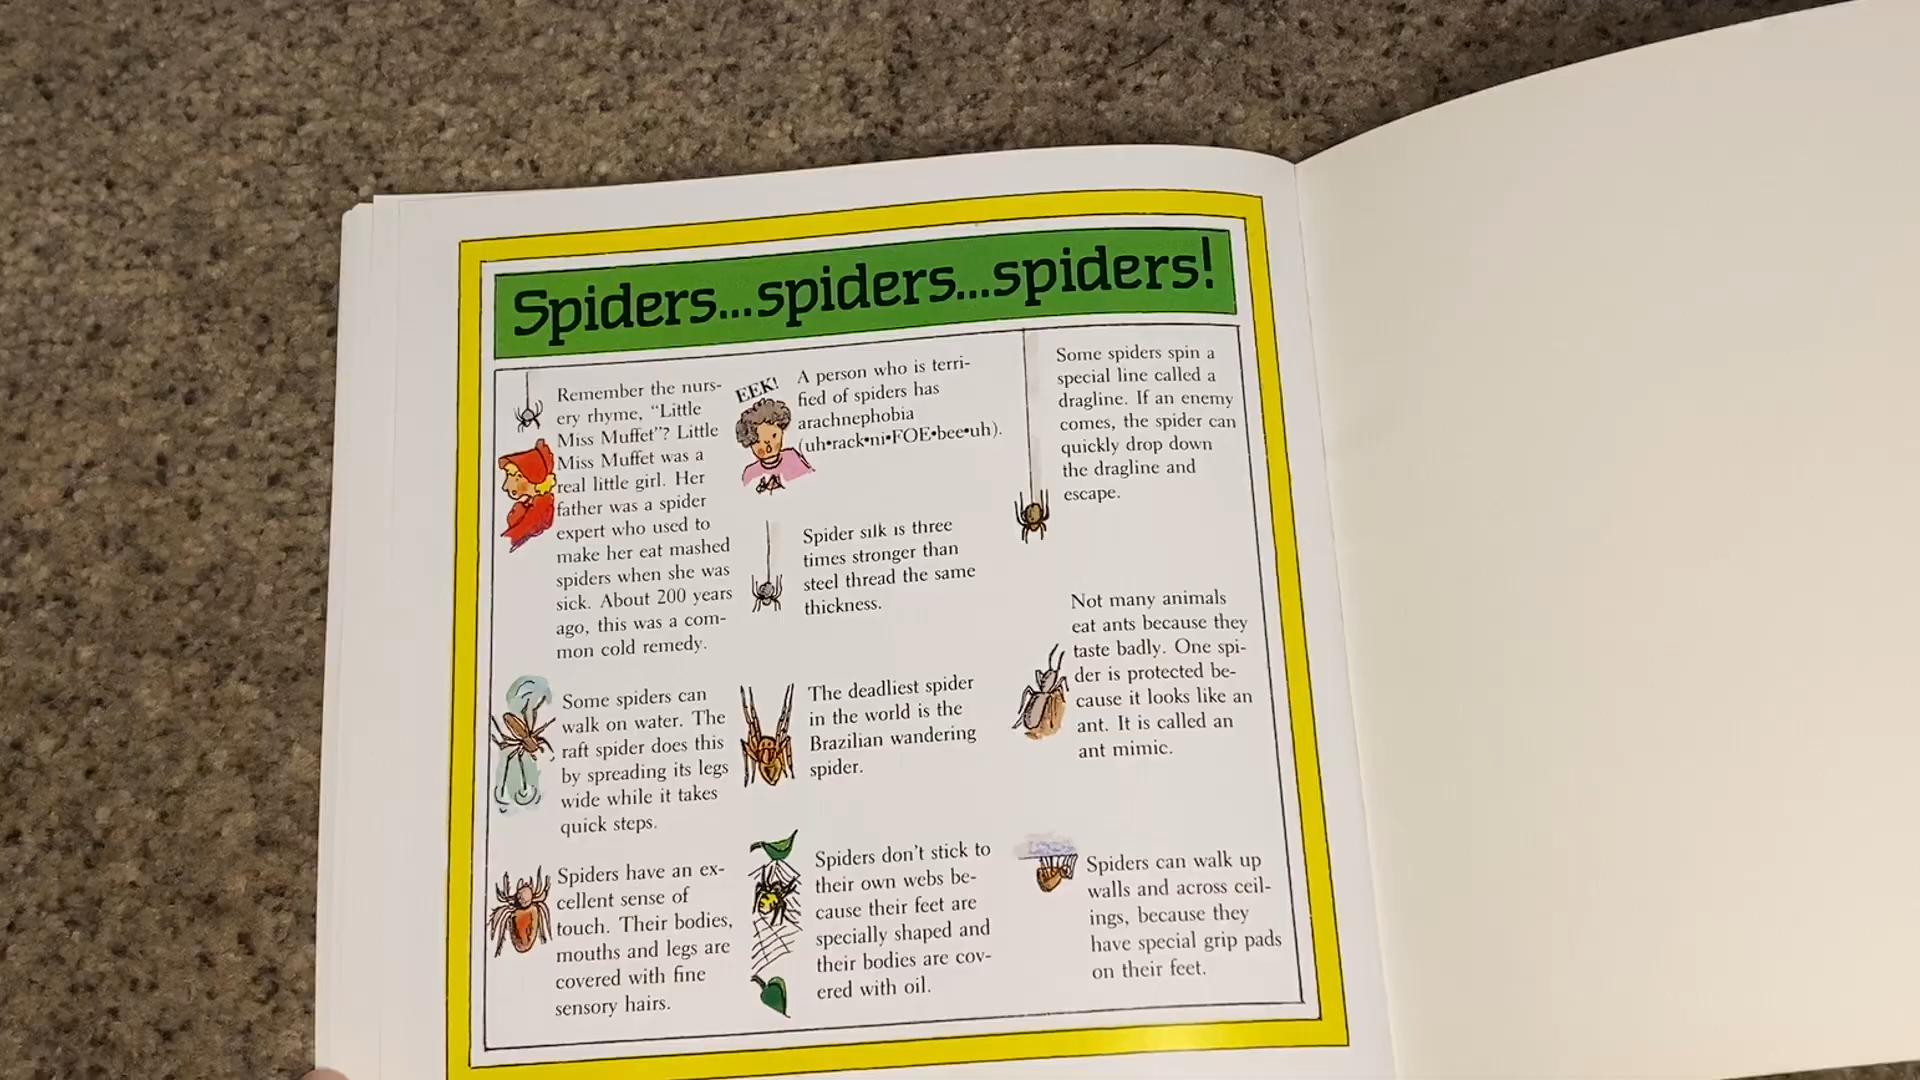 Spiders...spiders...spiders!
Remember the nurs-
ery rhyme, “Little
Miss Muffet”? Little
Miss Muffet was a
real little girl. Her
father was a spider
expert who used to
make her eat mashed
spiders when she was
sick. About 200 years
ago, this was a com-
mon cold remedy.
Some spiders can
walk on water. The
raft spider does this
by spreading its legs
wide while it takes
quick steps.
Spiders have an ex-
cellent sense of
touch. Their bodies,
mouths and legs are
covered with fine
sensory hairs.
EEK!
A person who is terri-
fied of spiders has
arachnephobia
(uh•rack•ni•FOE•bee•uh).
Spider silk is three
times stronger than
steel thread the same
thickness.
The deadliest spider
in the world is the
Brazilian wandering
spider.
Spiders don’t stick to
their own webs be-
cause their feet are
specially shaped and
their bodies are cov-
ered with oil.
Some spiders spin a
special line called a
dragline. If an enemy
comes, the spider can
quickly drop down
the dragline and
escape.
Not many animals
eat ants because they
taste badly. One spi-
der is protected be-
cause it looks like an
ant. It is called an
ant mimic.
Spiders can walk up
walls and across ceil-
ings, because they
have special grip pads
on their feet.